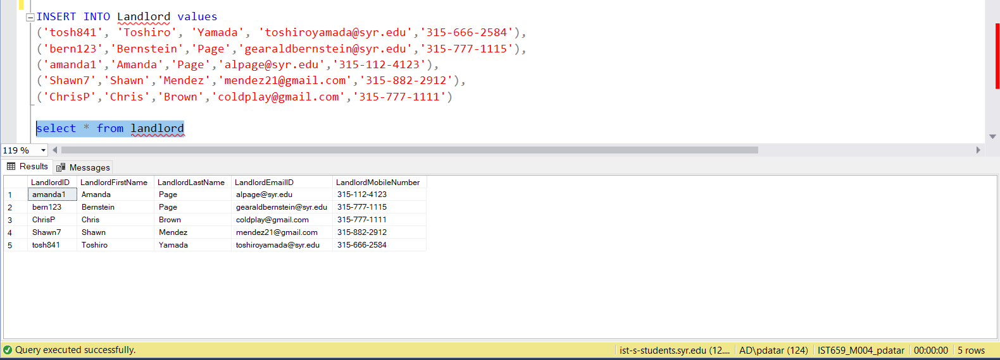 INSERT INTO Landlord values
('tosh841', 'Toshiro', 'Yamada', 'toshiroyamada@syr.edu','315-666-2584'),
('bern123','Bernstein','Page','gearaldbernstein@syr.edu','315-777-1115'),
('amanda1','Amanda','Page','alpage@syr.edu','315-112-4123'),
('Shawn7','Shawn','Mendez','mendez21@gmail.com','315-882-2912'),
('ChrisP','Chris','Brown','coldplay@gmail.com','315-777-1111')
select * from landlord
119 %
Results Messages
LandlordID LandlordFirstName LandlordLastName LandlordEmailID LandlordMobileNumber
1 amanda1 Amanda Page alpage@syr.edu 315-112-4123
2 bern123 Bernstein Page gearaldbernstein@syr.edu 315-777-1115
3 ChrisP Chris Brown coldplay@gmail.com 315-777-1111
4 Shawn7 Shawn Mendez mendez21@gmail.com 315-882-2912
5 tosh841 Toshiro Yamada toshiroyamada@syr.edu 315-666-2584
Query executed successfully. ist-s-students.syr.edu (12.... AD\pdatar (124) IST659_M004_pdatar 00:00:00 5 rows